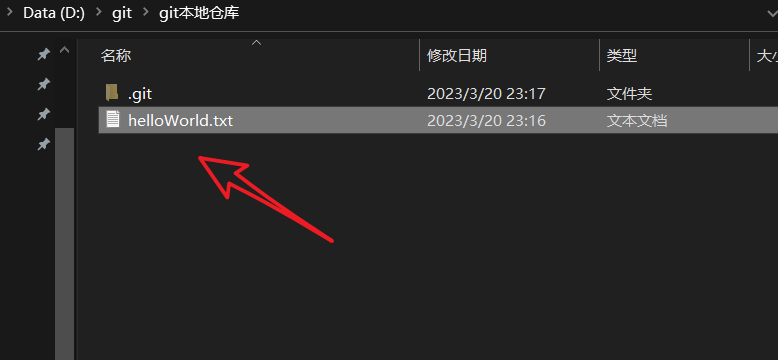 Data (D:) git git本地仓库
名称 修改日期 类型 大小
.git 2023/3/20 23:17 文件夹
helloWorld.txt 2023/3/20 23:16 文本文档